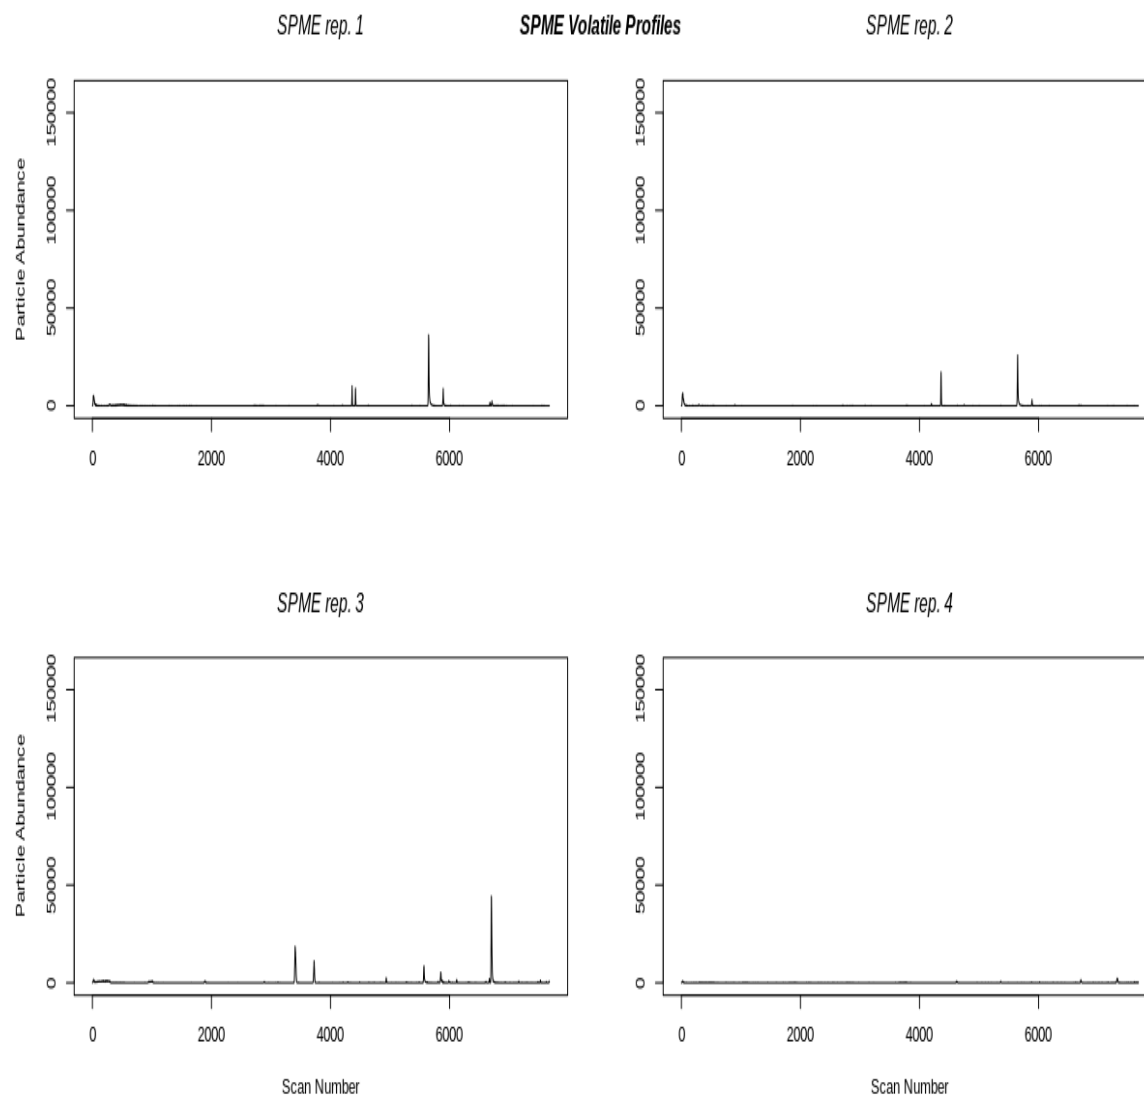 SPME rep. 1
SPME Volatile Profiles
SPME rep. 2
Particle Abundance
150000
100000
50000
0
0 2000 4000 6000
150000
100000
50000
0
0 2000 4000 6000
SPME rep. 3
SPME rep. 4
Particle Abundance
150000
100000
50000
0
0 2000 4000 6000
Scan Number
150000
100000
50000
0
0 2000 4000 6000
Scan Number